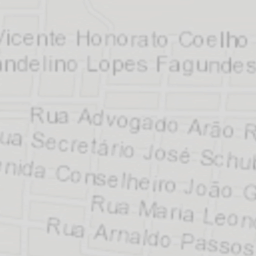 Vicente Honorato Coelho
andelino Lopes Fagundes
Rua Advogado Arão R
ua Secretário José Schu
nida Conselheiro João G
Rua Maria Leon
Rua Arnaldo Passos